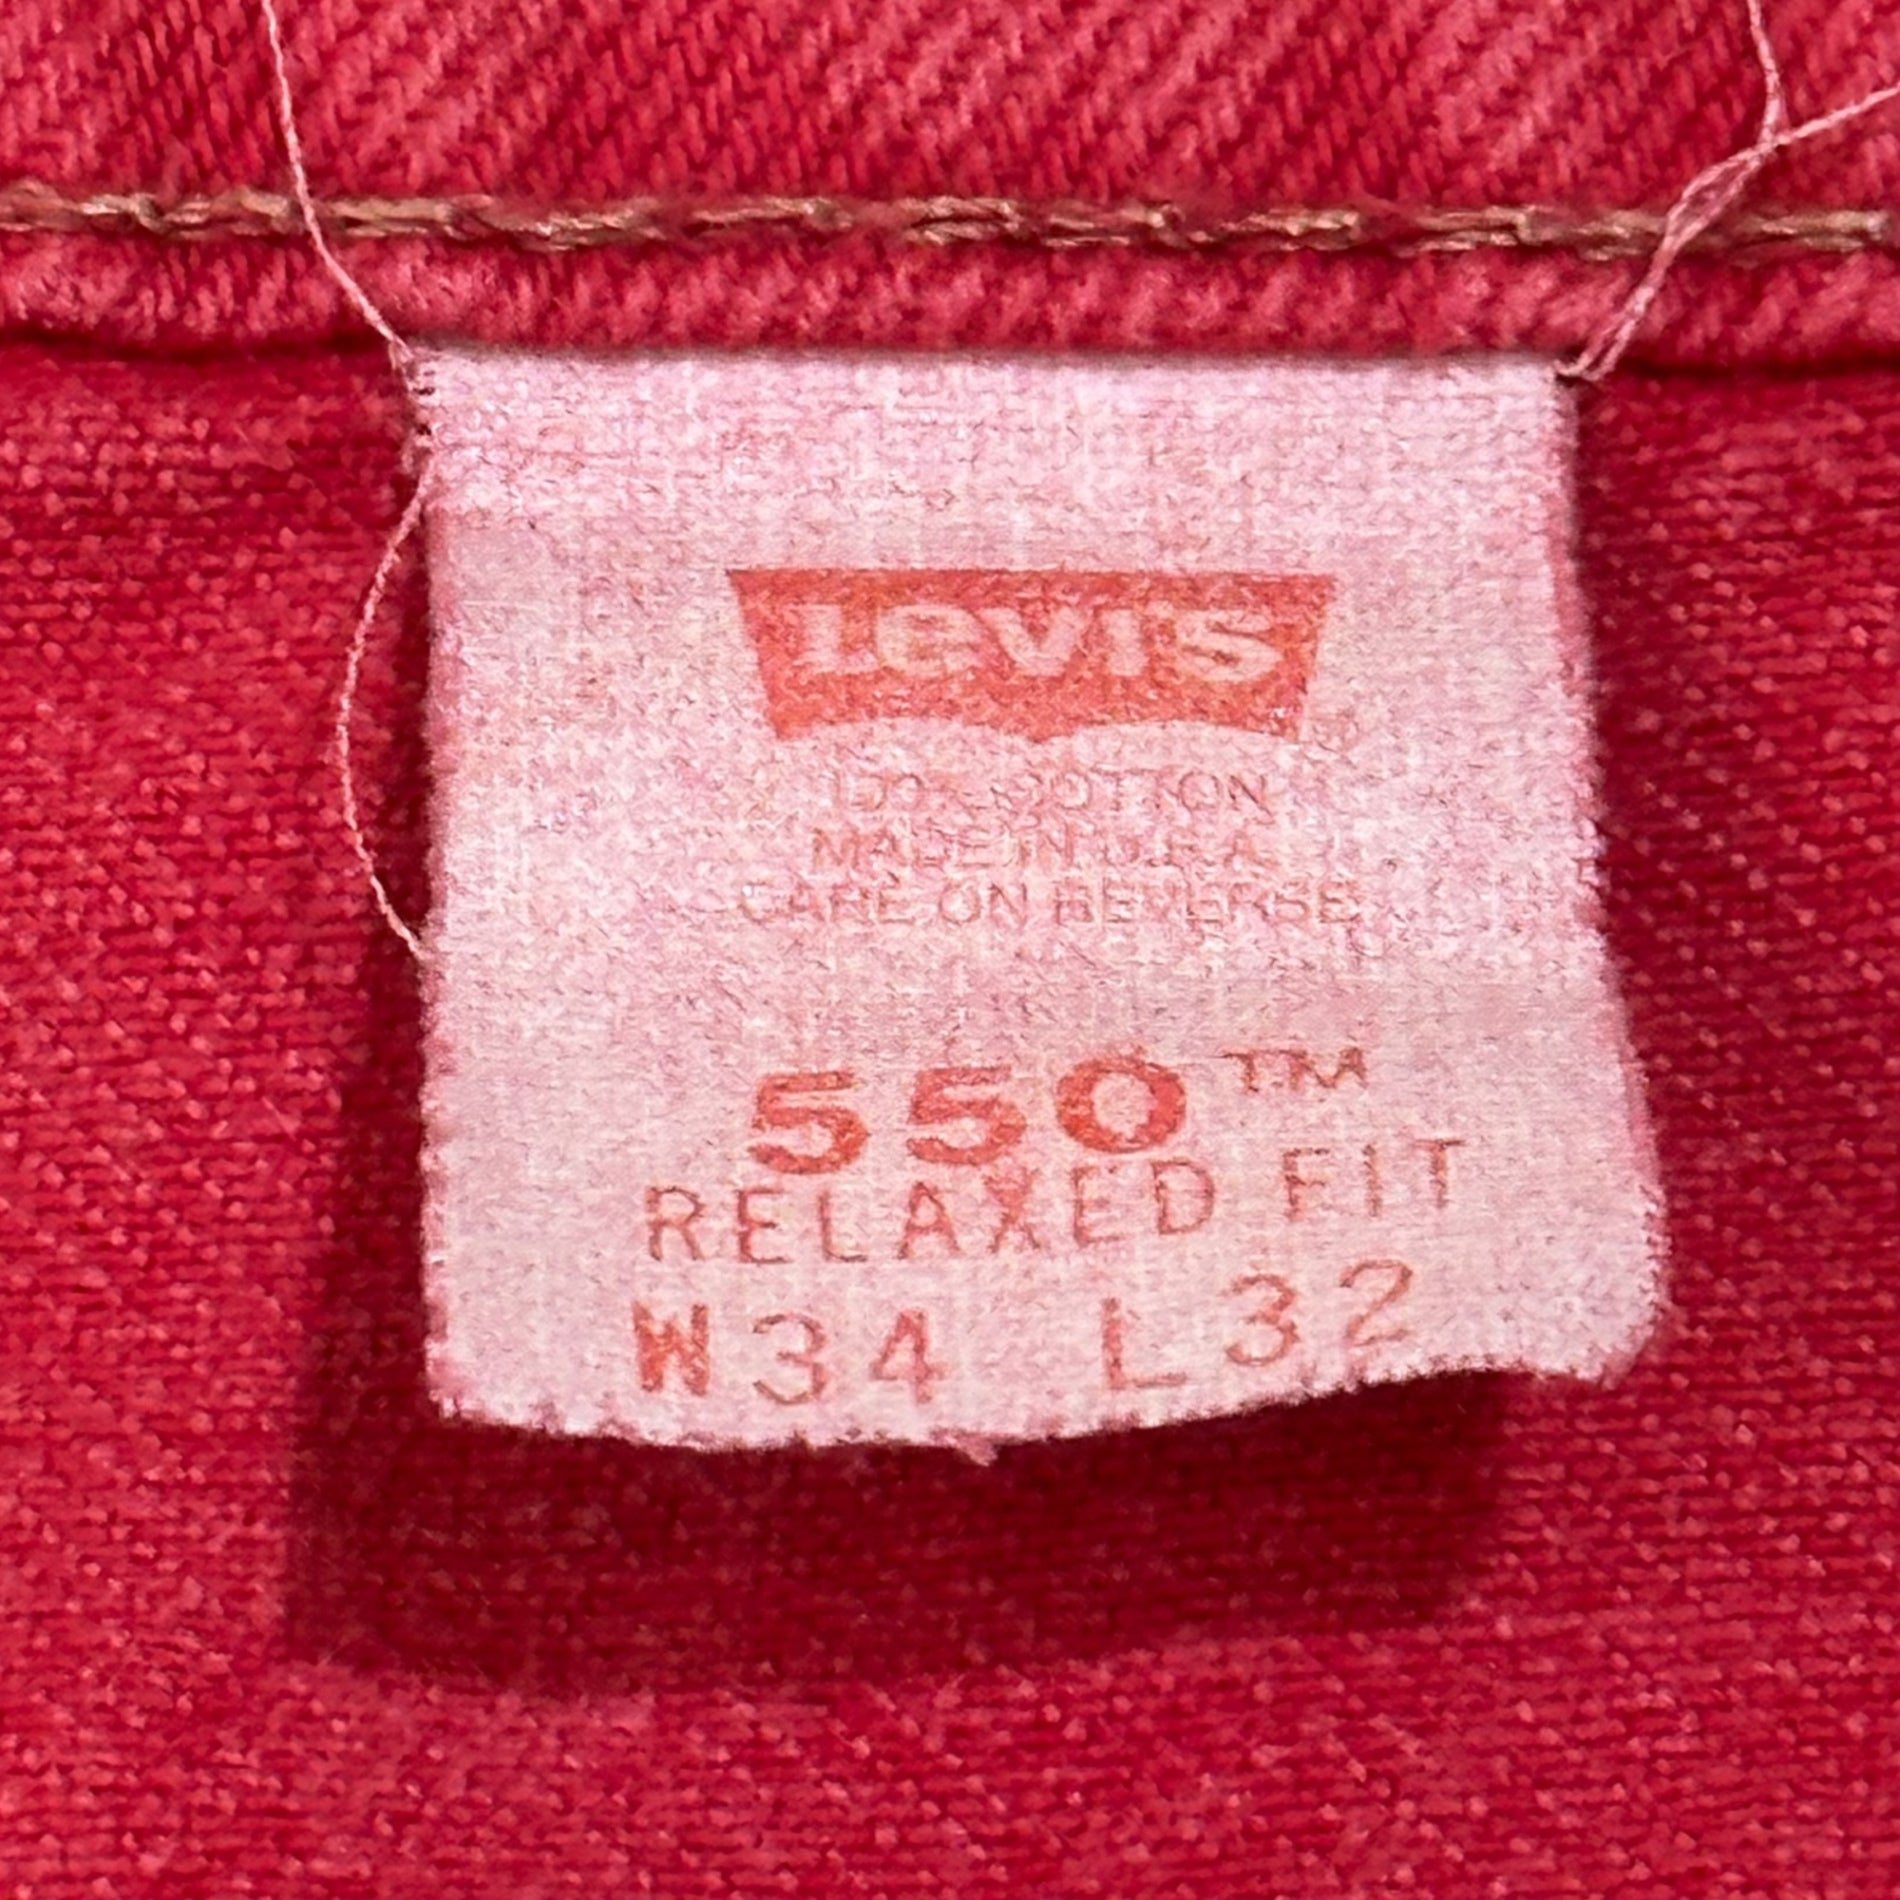 Levi's
100% COTTON
MADE IN U.S.A.
CARE ON REVERSE
550™
RELAXED FIT
W34 L32